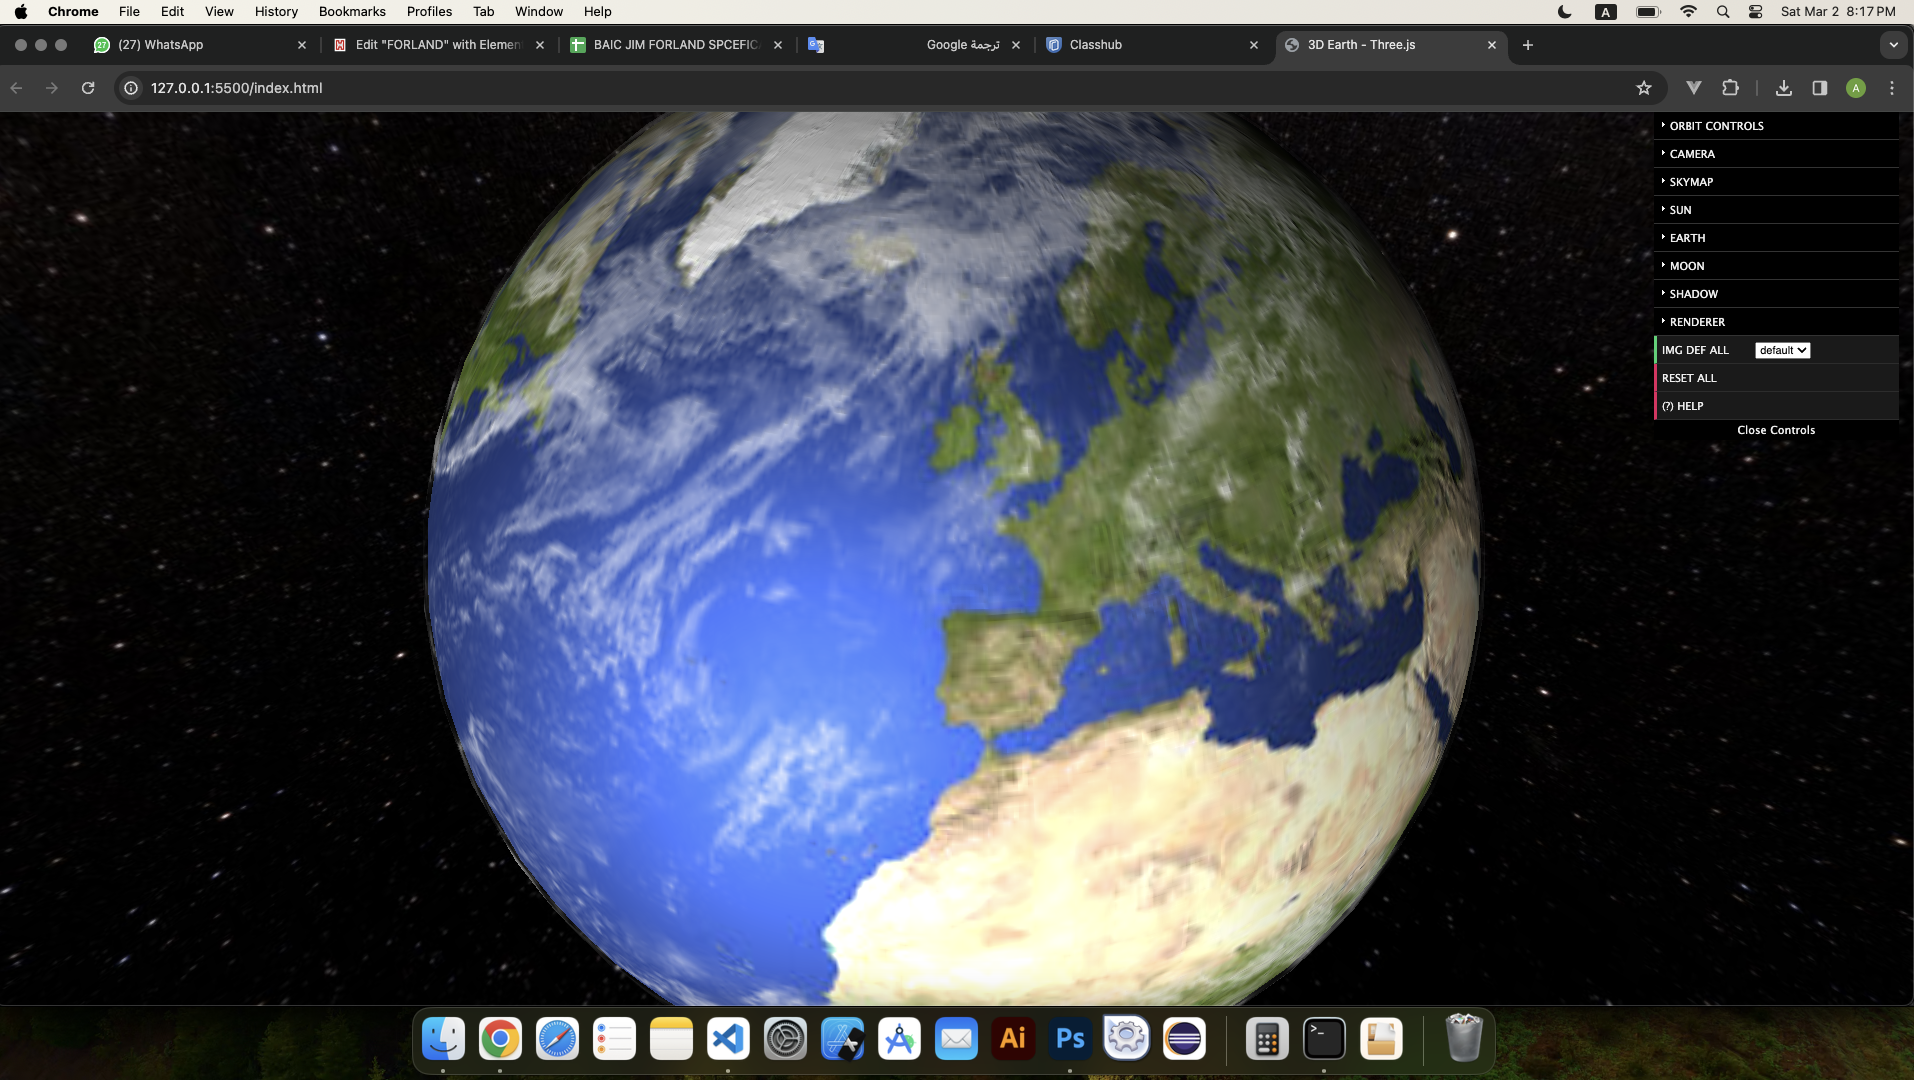 Chrome File Edit View History Bookmarks Profiles Tab Window Help A Sat Mar 2 8:17 PM
27 (27) WhatsApp Edit "FORLAND" with Elemen BAIC JIM FORLAND SPCEFIC ترجمة Google Classhub 3D Earth - Three.js
127.0.0.1:5500/index.html A
ORBIT CONTROLS
CAMERA
SKYMAP
SUN
EARTH
MOON
SHADOW
RENDERER
IMG DEF ALL default
RESET ALL
(?) HELP
Close Controls
Ai Ps >_